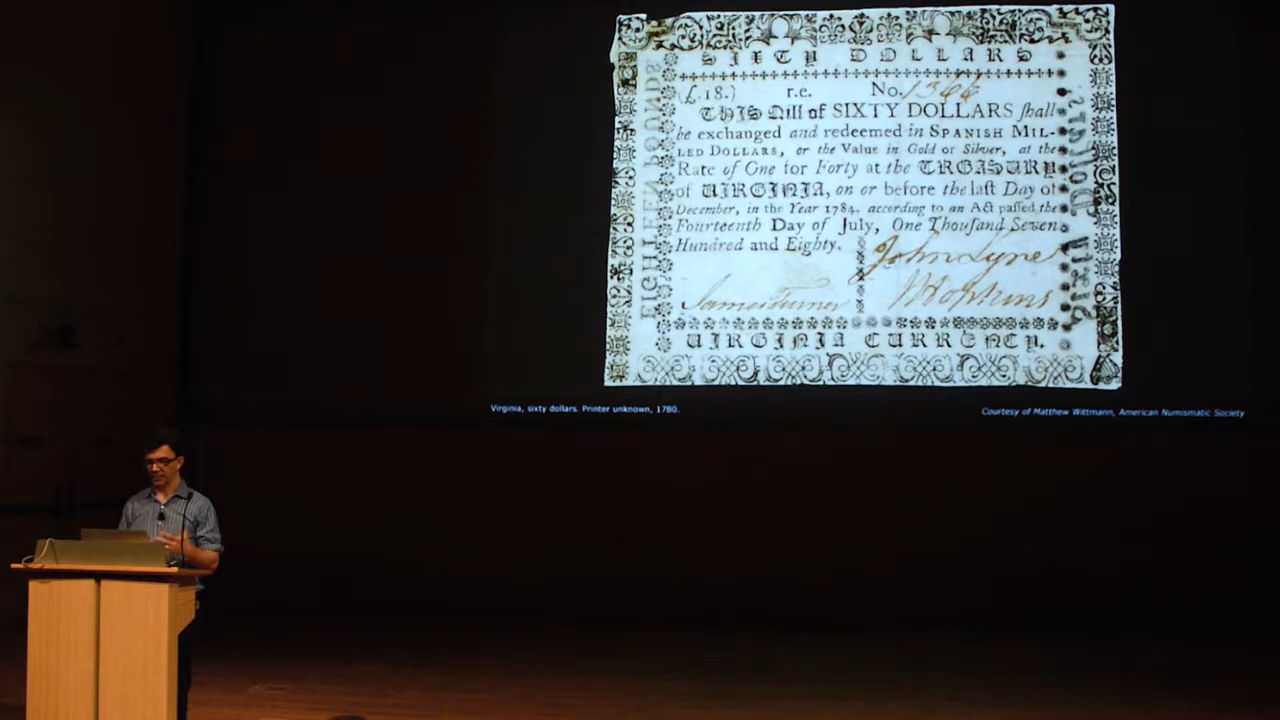 SIXTY DOLLARS
(£.18.) r.c. No. 1366
THIS Bill of SIXTY DOLLARS ſhall
be exchanged and redeemed in SPANISH MIL-
LED DOLLARS, or the Value in Gold or Silver, at the
Rate of One for Forty at the TREASURY
of VIRGINIA, on or before the laſt Day of
December, in the Year 1784, according to an Act paſſed the
Fourteenth Day of July, One Thouſand Seven
Hundred and Eighty.
John Lyne
James Turner
Hopkins
VIRGINIA CURRENCY.
EIGHTEEN POUNDS
Virginia, sixty dollars. Printer unknown, 1780.
Courtesy of Matthew Wittmann, American Numismatic Society